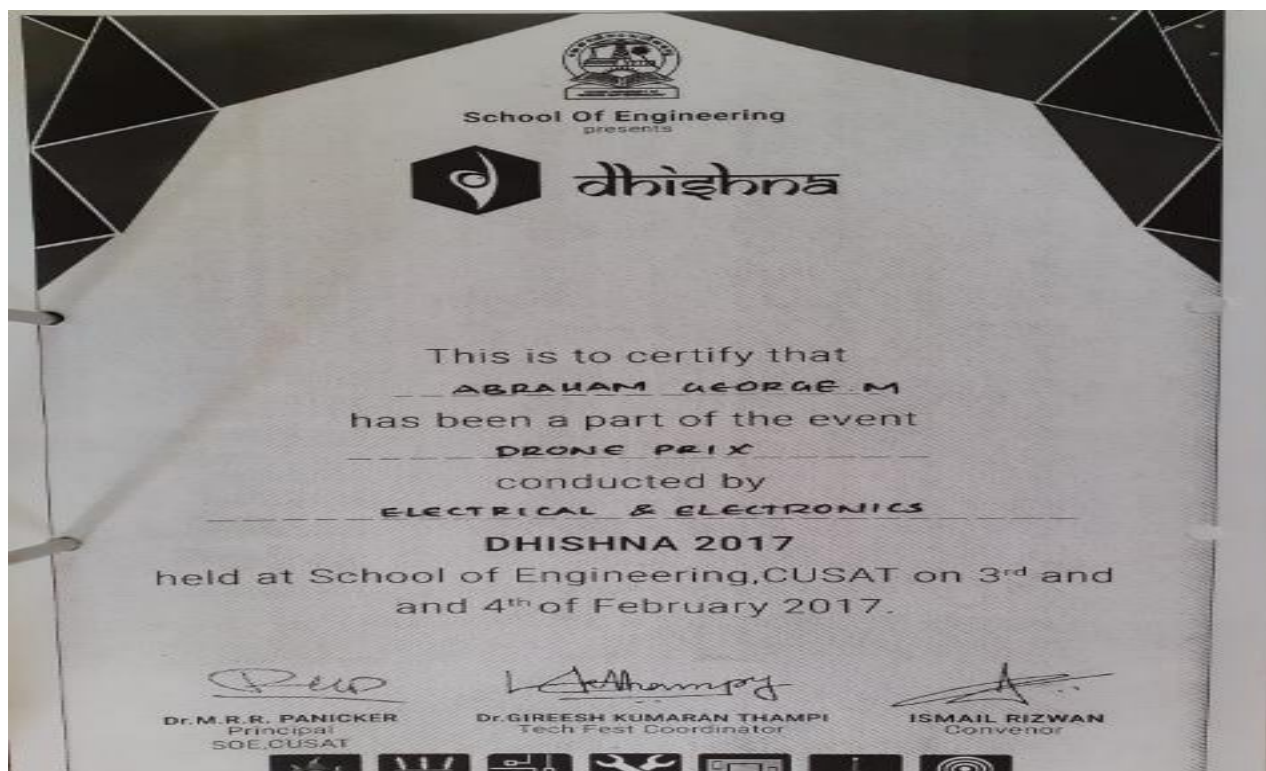 School Of Engineering
presents
dhishna
This is to certify that
ABRAHAM GEORGE M
has been a part of the event
DRONE PRIX
conducted by
ELECTRICAL & ELECTRONICS
DHISHNA 2017
held at School of Engineering,CUSAT on 3rd and
and 4th of February 2017.
Dr.M.R.R. PANICKER Dr.GIREESH KUMARAN THAMPI ISMAIL RIZWAN
Principal Tech Fest Coordinator Convenor
SOE,CUSAT